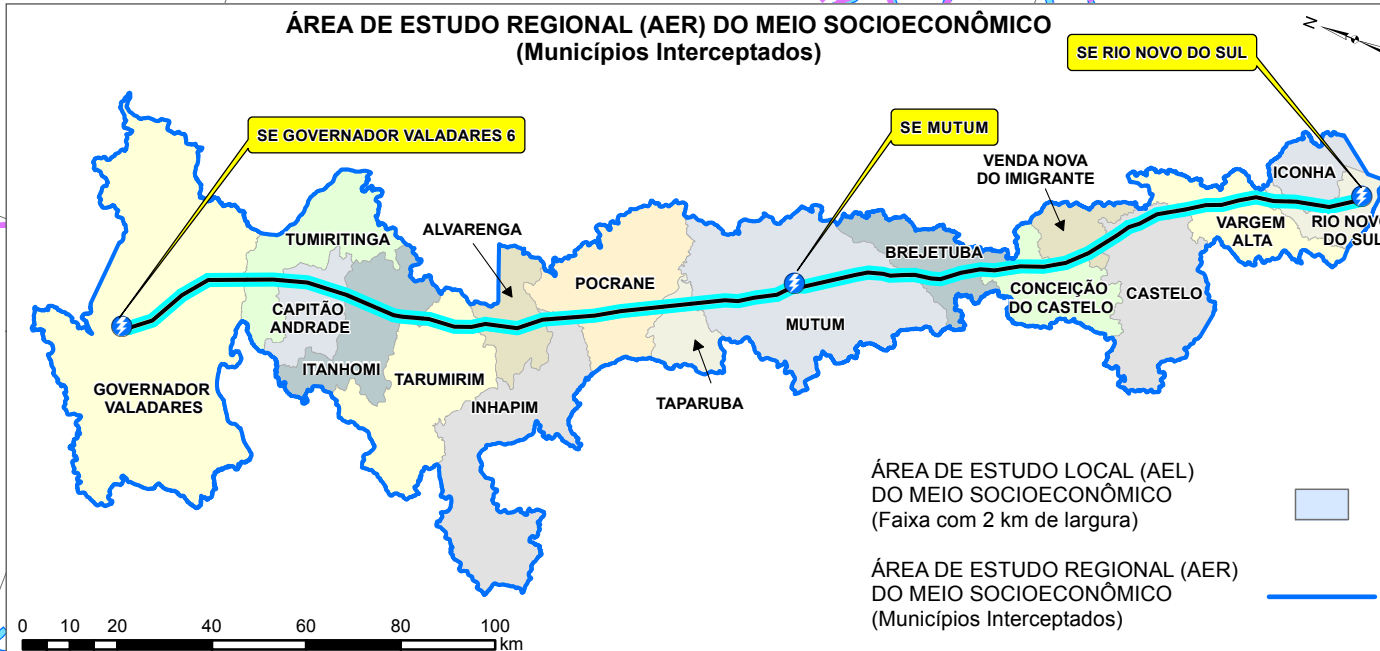 ÁREA DE ESTUDO REGIONAL (AER) DO MEIO SOCIOECONÔMICO
(Municípios Interceptados)
N
SE RIO NOVO DO SUL
SE GOVERNADOR VALADARES 6
SE MUTUM
VENDA NOVA
DO IMIGRANTE
ICONHA
TUMIRITINGA
ALVARENGA
POCRANE
BREJETUBA
VARGEM
ALTA
RIO NOVO
DO SUL
CAPITÃO
ANDRADE
CONCEIÇÃO
DO CASTELO
CASTELO
MUTUM
ITANHOMI
TARUMIRIM
GOVERNADOR
VALADARES
INHAPIM
TAPARUBA
ÁREA DE ESTUDO LOCAL (AEL)
DO MEIO SOCIOECONÔMICO
(Faixa com 2 km de largura)
ÁREA DE ESTUDO REGIONAL (AER)
DO MEIO SOCIOECONÔMICO
(Municípios Interceptados)
0 10 20 40 60 80 100
km